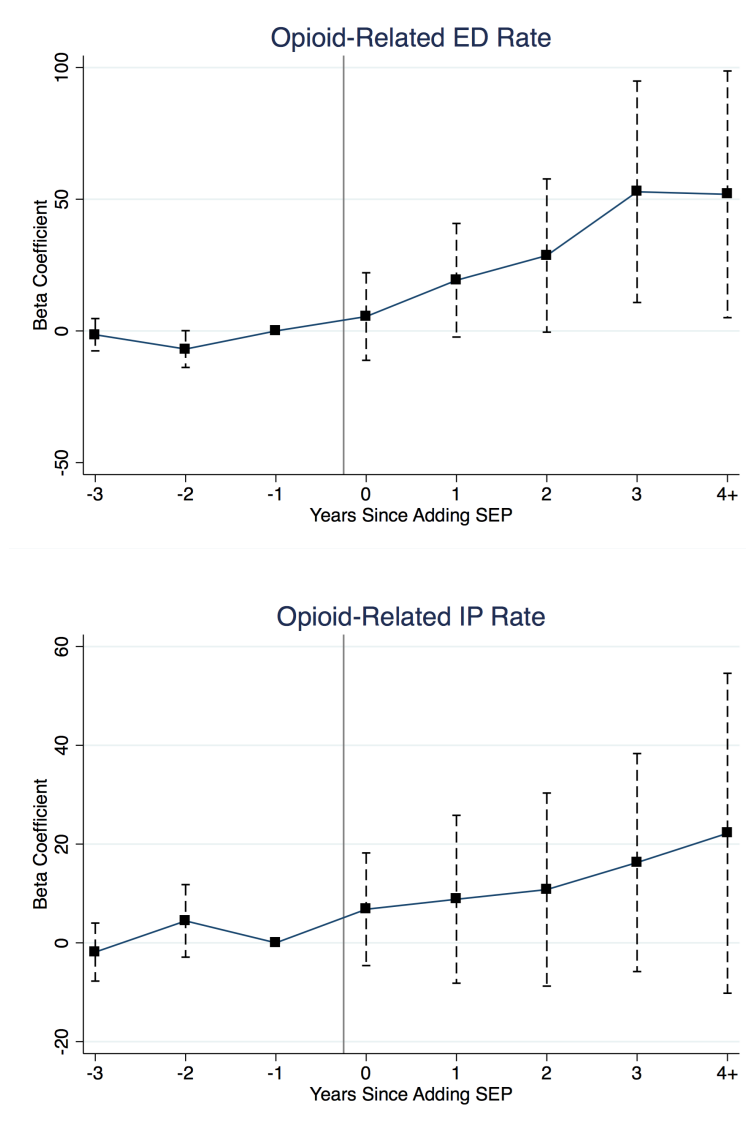 Opioid-Related ED Rate
100
50
0
-50
Beta Coefficient
-3 -2 -1 0 1 2 3 4+
Years Since Adding SEP
Opioid-Related IP Rate
60
40
20
0
-20
Beta Coefficient
-3 -2 -1 0 1 2 3 4+
Years Since Adding SEP